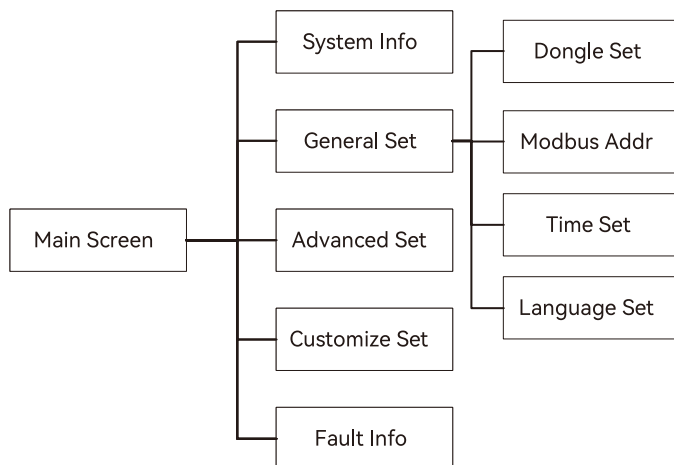 Main Screen
System Info
General Set
Advanced Set
Customize Set
Fault Info
Dongle Set
Modbus Addr
Time Set
Language Set